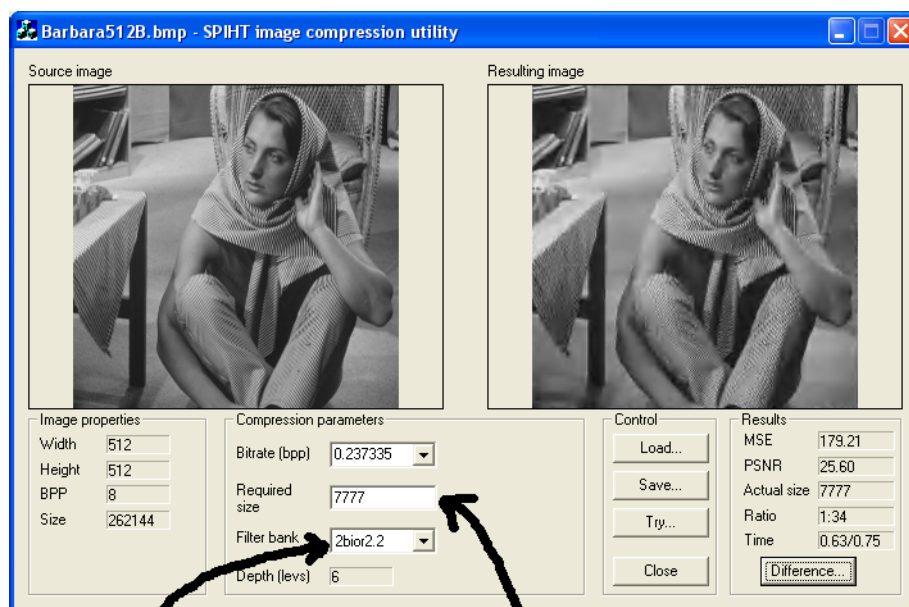 Barbara512B.bmp - SPIHT image compression utility
Source image
Resulting image
Image properties
Width 512
Height 512
BPP 8
Size 262144
Compression parameters
Bitrate (bpp) 0.237335
Required size 7777
Filter bank 2bior2.2
Depth (levs) 6
Control
Load...
Save...
Try...
Close
Results
MSE 179.21
PSNR 25.60
Actual size 7777
Ratio 1:34
Time 0.63/0.75
Difference...